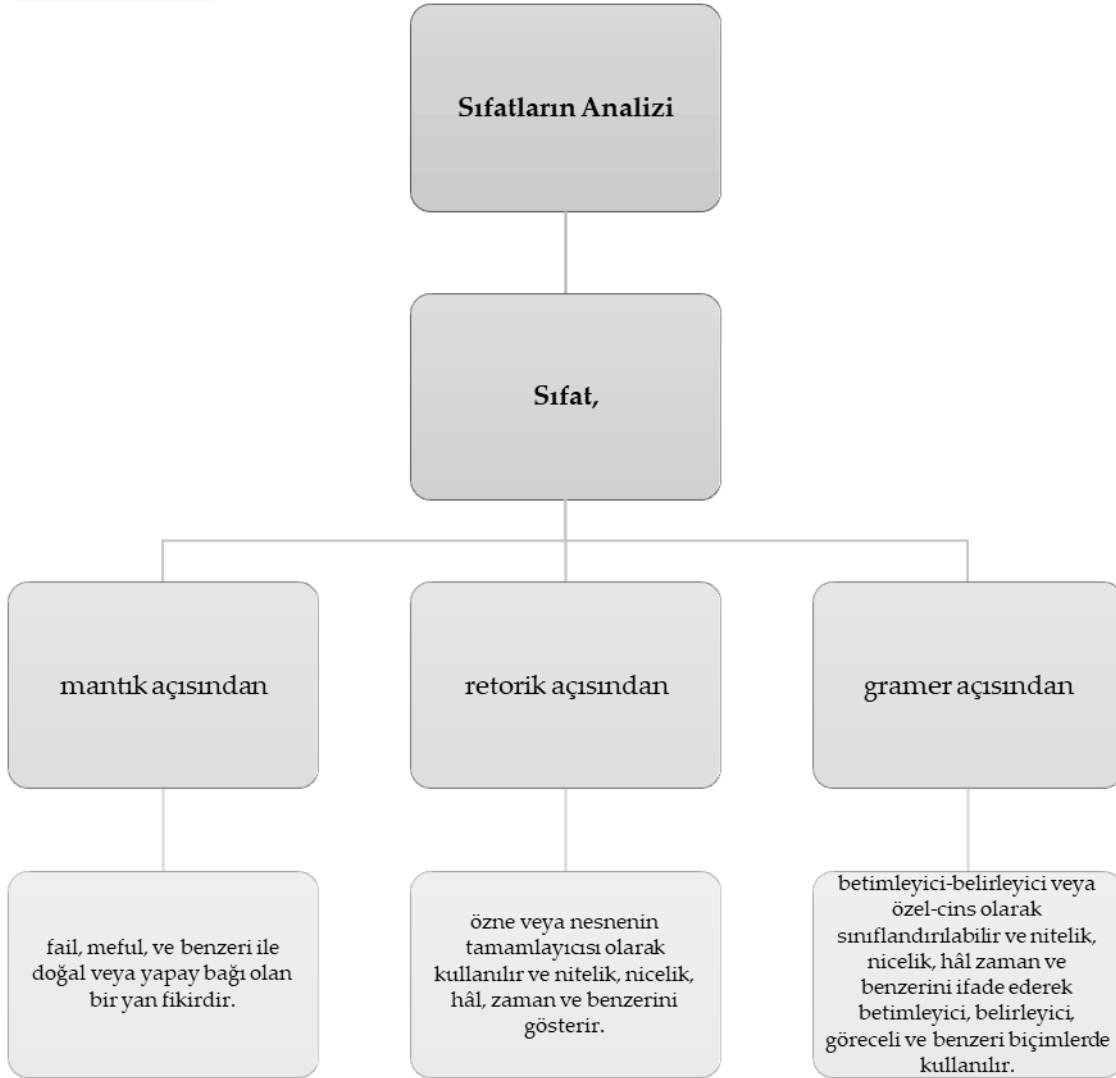 Sıfatların Analizi
Sıfat,
mantık açısından
retorik açısından
gramer açısından
fail, meful, ve benzeri ile
doğal veya yapay bağı olan
bir yan fikirdir.
özne veya nesnenin
tamamlayıcısı olarak
kullanılır ve nitelik, nicelik,
hâl, zaman ve benzerini
gösterir.
betimleyici-belirleyici veya
özel-cins olarak
sınıflandırılabilir ve nitelik,
nicelik, hâl zaman ve
benzerini ifade ederek
betimleyici, belirleyici,
göreceli ve benzeri biçimlerde
kullanılır.